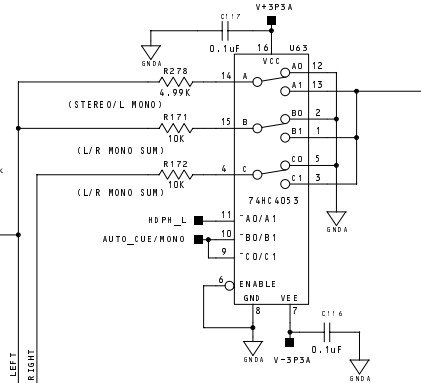 V+3P3A
C117
0.1uF
GNDA
16
U63
VCC
R278
4.99K
14
A
A0
12
A1
13
(STEREO/L MONO)
R171
10K
15
B
B0
2
B1
1
(L/R MONO SUM)
R172
10K
4
C
C0
5
C1
3
(L/R MONO SUM)
74HC4053
GNDA
HDPH_L
11
¯A0/A1
AUTO_CUE/MONO
10
¯B0/B1
9
¯C0/C1
6
ENABLE
GND
VEE
8
7
C116
0.1uF
V-3P3A
GNDA
GNDA
LEFT
RIGHT